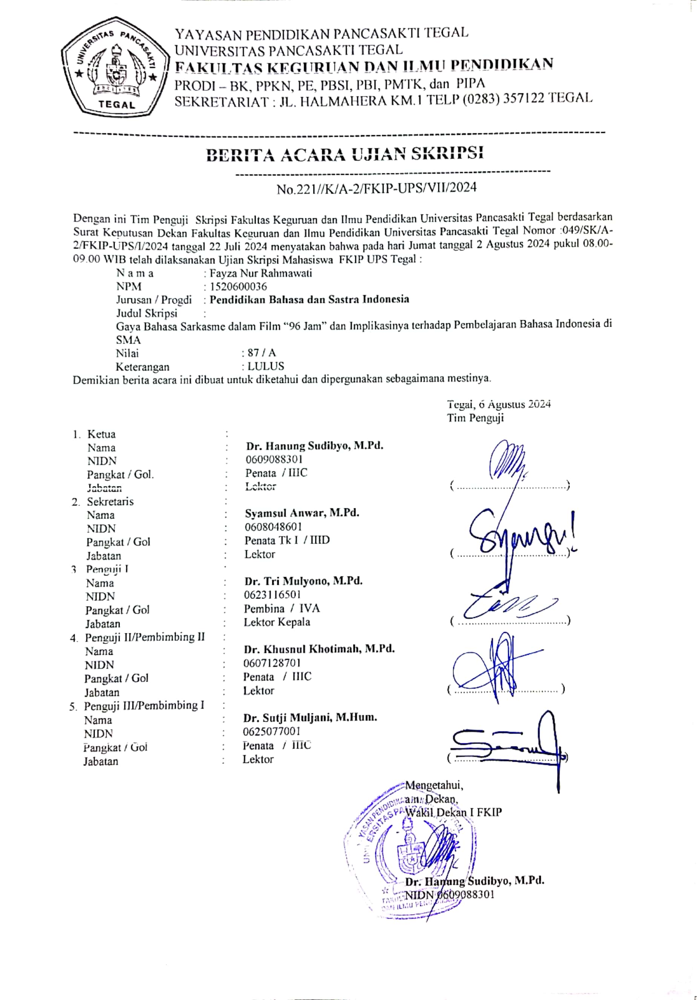 UNIVERSITAS PANCASAKTI
TEGAL
YAYASAN PENDIDIKAN PANCASAKTI TEGAL
UNIVERSITAS PANCASAKTI TEGAL
FAKULTAS KEGURUAN DAN ILMU PENDIDIKAN
PRODI – BK, PPKN, PE, PBSI, PBI, PMTK, dan PIPA
SEKRETARIAT : JL. HALMAHERA KM.1 TELP (0283) 357122 TEGAL
BERITA ACARA UJIAN SKRIPSI
No.221//K/A-2/FKIP-UPS/VII/2024
Dengan ini Tim Penguji Skripsi Fakultas Keguruan dan Ilmu Pendidikan Universitas Pancasakti Tegal berdasarkan
Surat Keputusan Dekan Fakultas Keguruan dan Ilmu Pendidikan Universitas Pancasakti Tegal Nomor :049/SK/A-
2/FKIP-UPS/I/2024 tanggal 22 Juli 2024 menyatakan bahwa pada hari Jumat tanggal 2 Agustus 2024 pukul 08.00-
09.00 WIB telah dilaksanakan Ujian Skripsi Mahasiswa FKIP UPS Tegal :
N a m a : Fayza Nur Rahmawati
NPM : 1520600036
Jurusan / Progdi : Pendidikan Bahasa dan Sastra Indonesia
Judul Skripsi :
Gaya Bahasa Sarkasme dalam Film “96 Jam” dan Implikasinya terhadap Pembelajaran Bahasa Indonesia di
SMA
Nilai : 87 / A
Keterangan : LULUS
Demikian berita acara ini dibuat untuk diketahui dan dipergunakan sebagaimana mestinya.
Tegal, 6 Agustus 2024
Tim Penguji
1. Ketua :
Nama : Dr. Hanung Sudibyo, M.Pd.
NIDN : 0609088301
Pangkat / Gol. : Penata / IIIC
Jabatan : Lektor (..................................)
2. Sekretaris :
Nama : Syamsul Anwar, M.Pd.
NIDN : 0608048601
Pangkat / Gol : Penata Tk I / IIID
Jabatan : Lektor (..................................)
3 Penguji I :
Nama : Dr. Tri Mulyono, M.Pd.
NIDN : 0623116501
Pangkat / Gol : Pembina / IVA
Jabatan : Lektor Kepala (..................................)
4. Penguji II/Pembimbing II :
Nama : Dr. Khusnul Khotimah, M.Pd.
NIDN : 0607128701
Pangkat / Gol : Penata / IIIC
Jabatan : Lektor (..................................)
5. Penguji III/Pembimbing I :
Nama : Dr. Sutji Muljani, M.Hum.
NIDN : 0625077001
Pangkat / Gol : Penata / IIIC
Jabatan : Lektor (..................................)
Mengetahui,
a.n. Dekan,
Wakil Dekan I FKIP
Dr. Hanung Sudibyo, M.Pd.
NIDN 0609088301